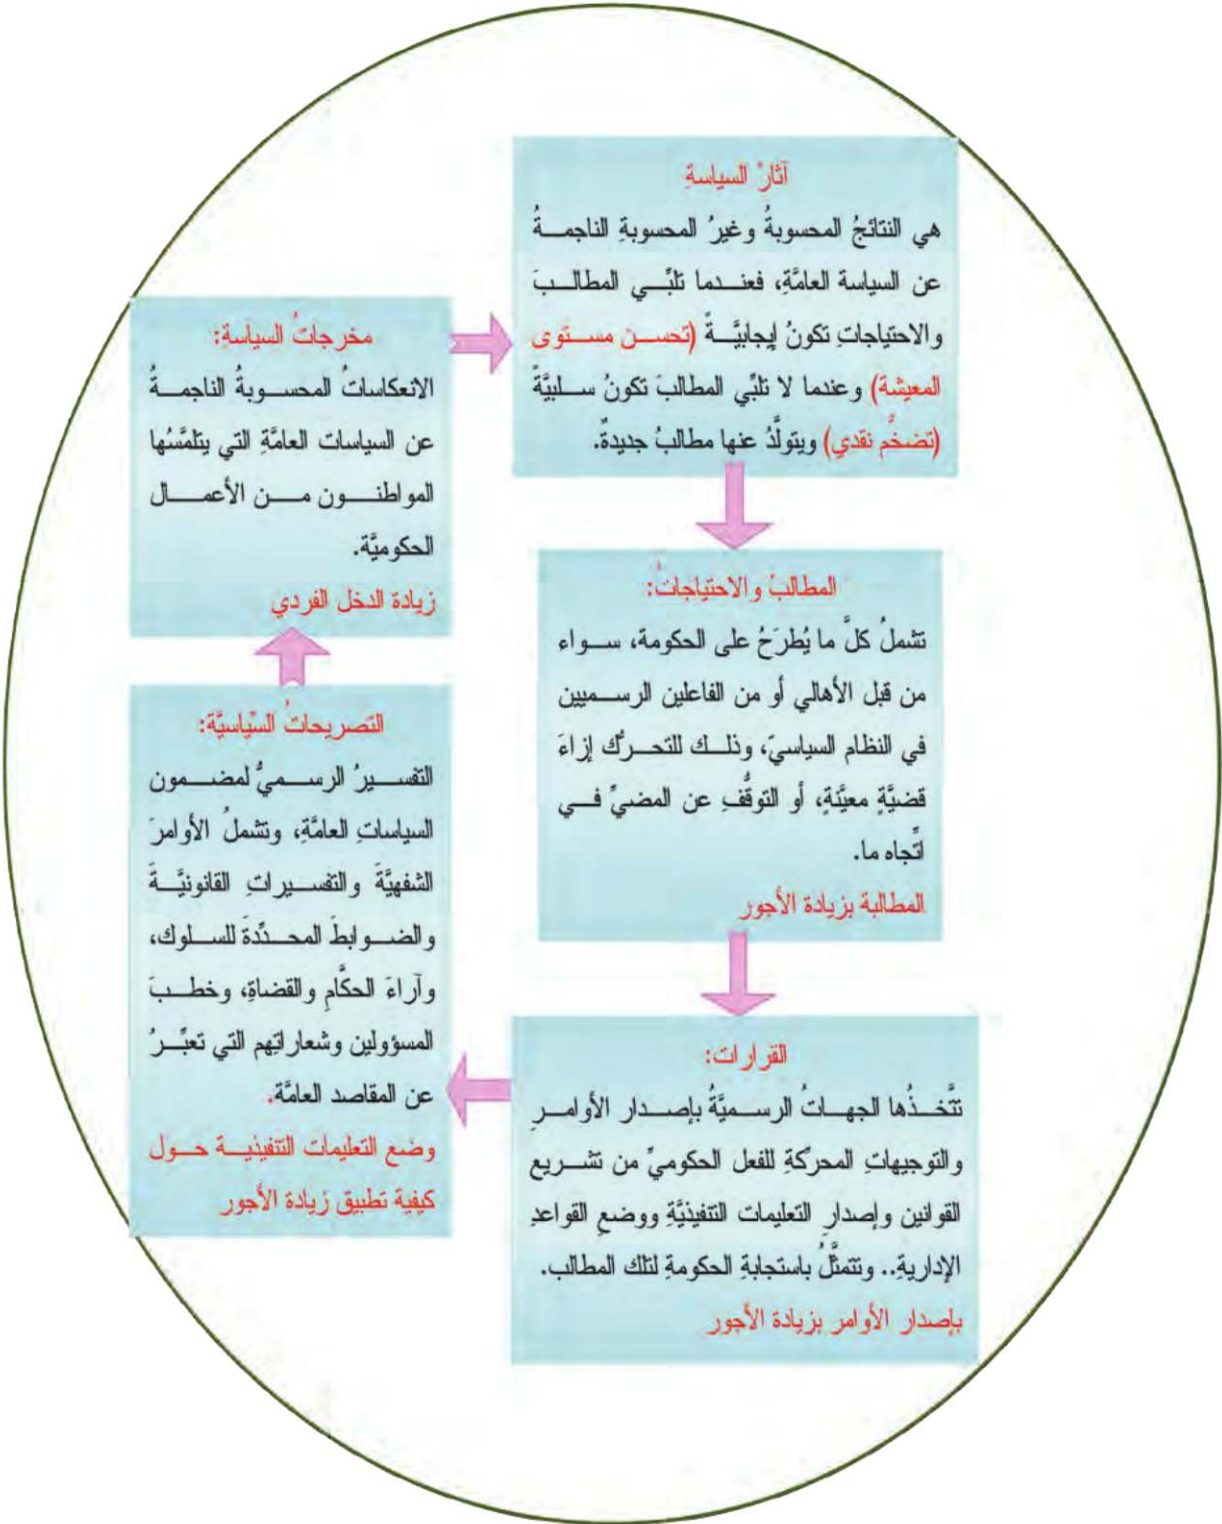 آثارُ السياسةِ
هي النتائجُ المحسوبةُ وغيرُ المحسوبةِ الناجمةُ
عن السياسة العامَّةِ، فعندما تلبِّي المطالبَ
والاحتياجاتِ تكونُ إيجابيَّةً (تحسن مستوى
المعيشة) وعندما لا تلبِّي المطالبَ تكونُ سلبيَّةً
(تضخُّم نقدي) ويتولَّدُ عنها مطالبُ جديدةٌ.
المطالبُ والاحتياجاتُ:
تشملُ كلَّ ما يُطرَحُ على الحكومة، سواء
من قبل الأهالي أو من الفاعلين الرسميين
في النظام السياسيّ، وذلك للتحرُّك إزاءَ
قضيَّةٍ معيَّنةٍ، أو التوقُّفِ عن المضيِّ في
اتِّجاه ما.
المطالبة بزيادة الأجور
القرارات:
تتَّخذُها الجهاتُ الرسميَّةُ بإصدار الأوامرِ
والتوجيهاتِ المحركّةِ للفعل الحكوميِّ من تشريع
القوانين وإصدارِ التعليمات التنفيذيَّةِ ووضعِ القواعدِ
الإداريةِ.. وتتمثَّلُ باستجابةِ الحكومةِ لتلك المطالب.
بإصدار الأوامر بزيادة الأجور
التصريحاتُ السِّياسيَّة:
التفسيرُ الرسميُّ لمضمون
السياساتِ العامَّةِ، وتشملُ الأوامرَ
الشفهيَّةَ والتفسيراتِ القانونيَّةَ
والضوابطَ المحدِّدةَ للسلوك،
وآراءَ الحكَّامِ والقضاةِ، وخطبَ
المسؤولين وشعاراتِهم التي تعبِّرُ
عن المقاصد العامَّة.
وضع التعليمات التنفيذية حول
كيفية تطبيق زيادة الأجور
مخرجاتُ السياسةِ:
الانعكاساتُ المحسوبةُ الناجمةُ
عن السياسات العامَّةِ التي يتلمَّسُها
المواطنون من الأعمال
الحكوميَّة.
زيادة الدخل الفردي